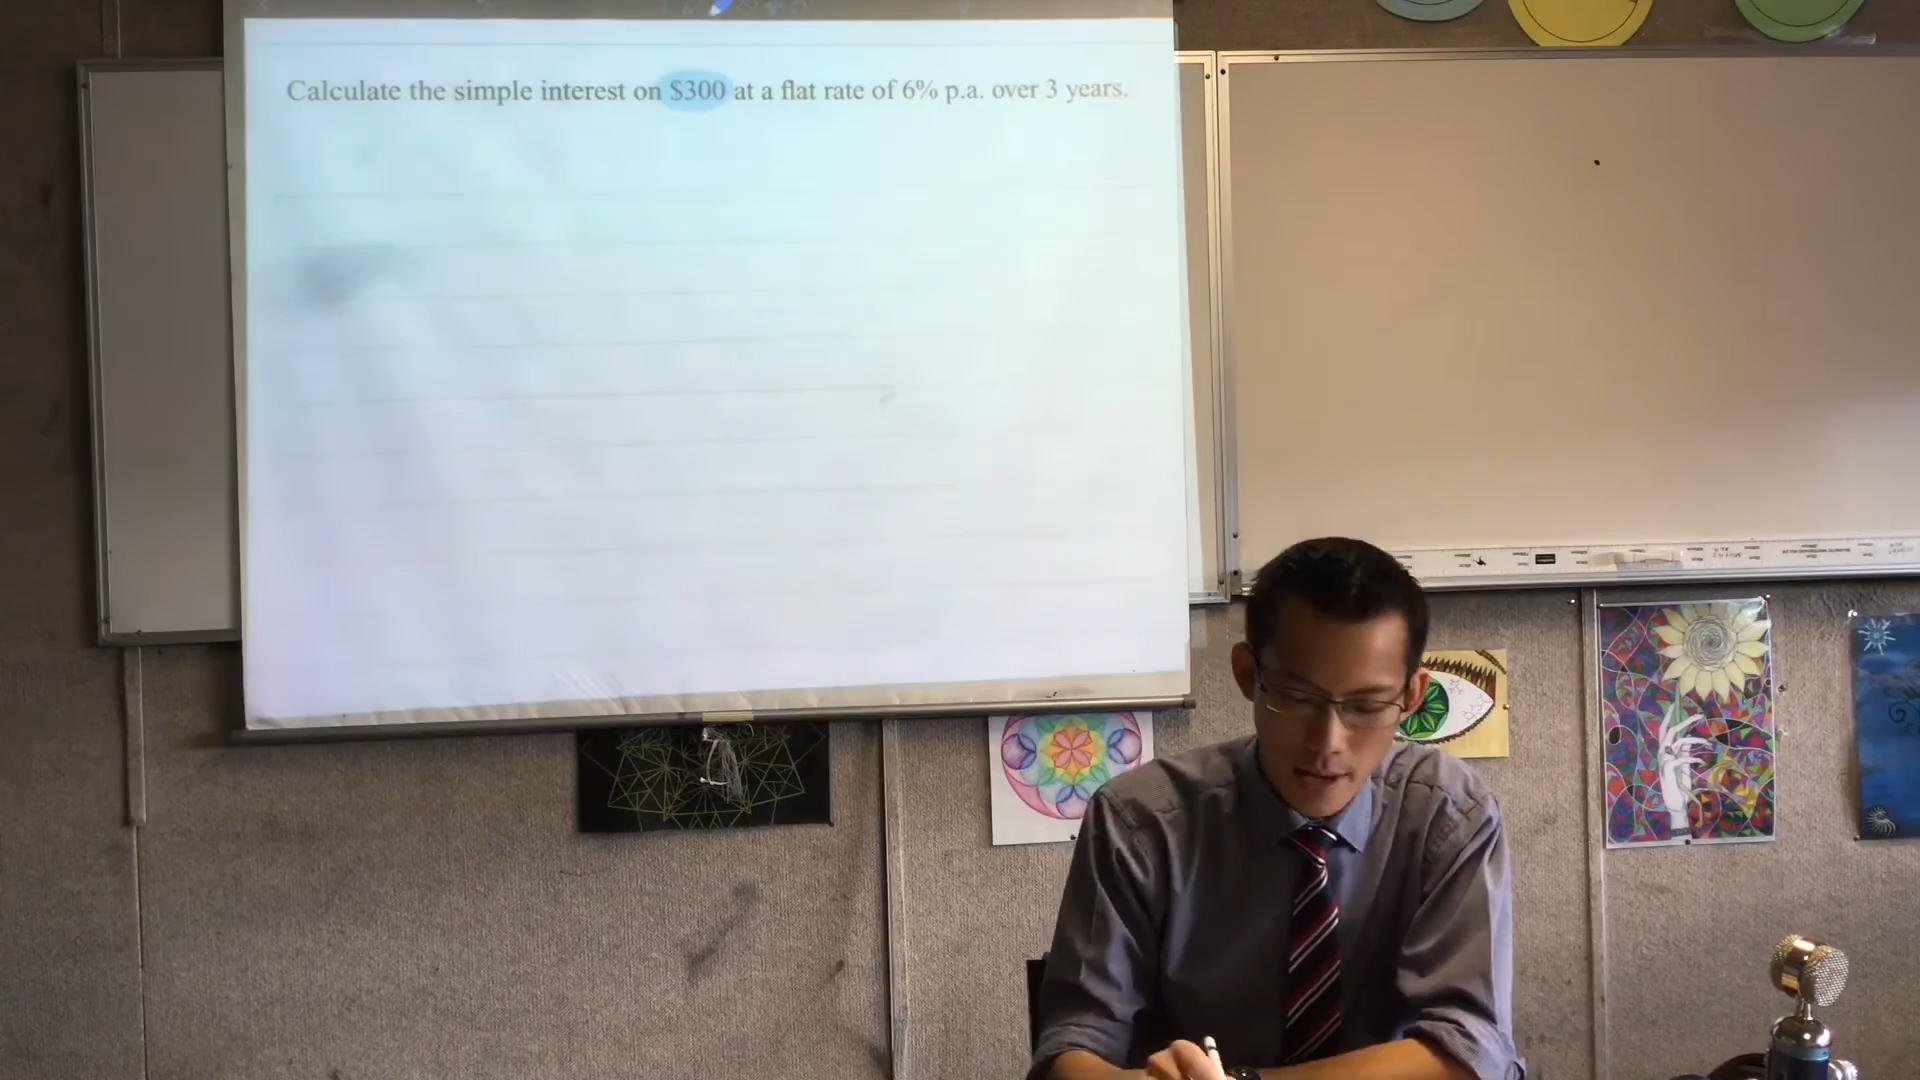 Calculate the simple interest on $300 at a flat rate of 6% p.a. over 3 years.